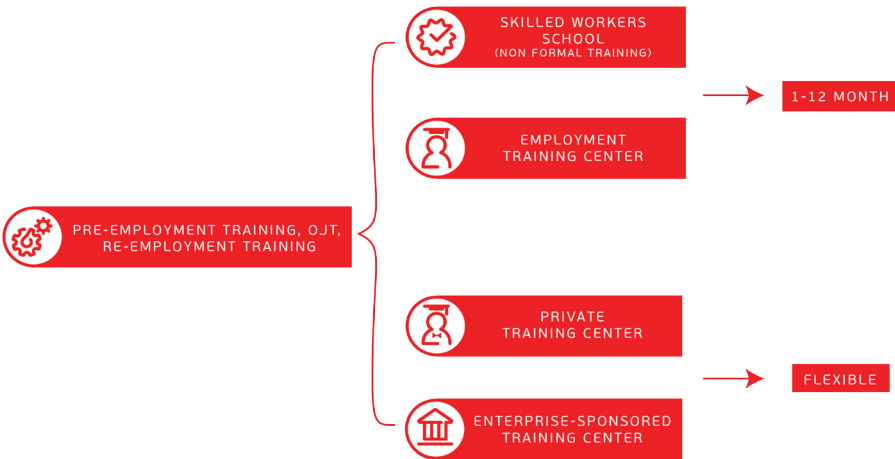 SKILLED WORKERS
SCHOOL
(NON FORMAL TRAINING)
1-12 MONTH
EMPLOYMENT
TRAINING CENTER
PRE-EMPLOYMENT TRAINING, OJT,
RE-EMPLOYMENT TRAINING
PRIVATE
TRAINING CENTER
FLEXIBLE
ENTERPRISE-SPONSORED
TRAINING CENTER